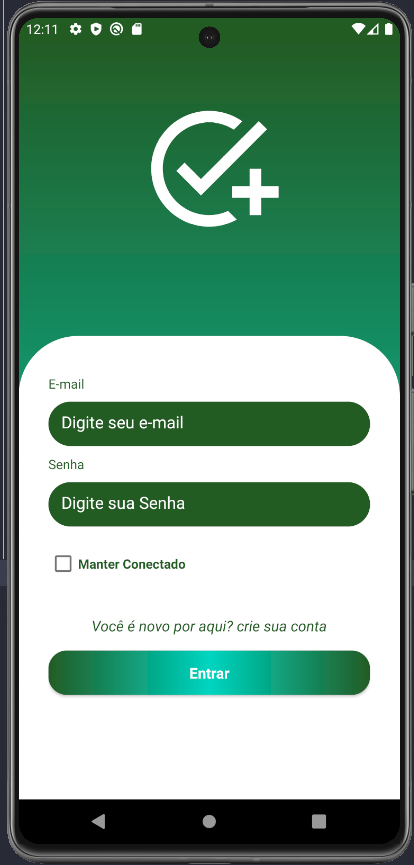 12:11
E-mail
Digite seu e-mail
Senha
Digite sua Senha
Manter Conectado
Você é novo por aqui? crie sua conta
Entrar